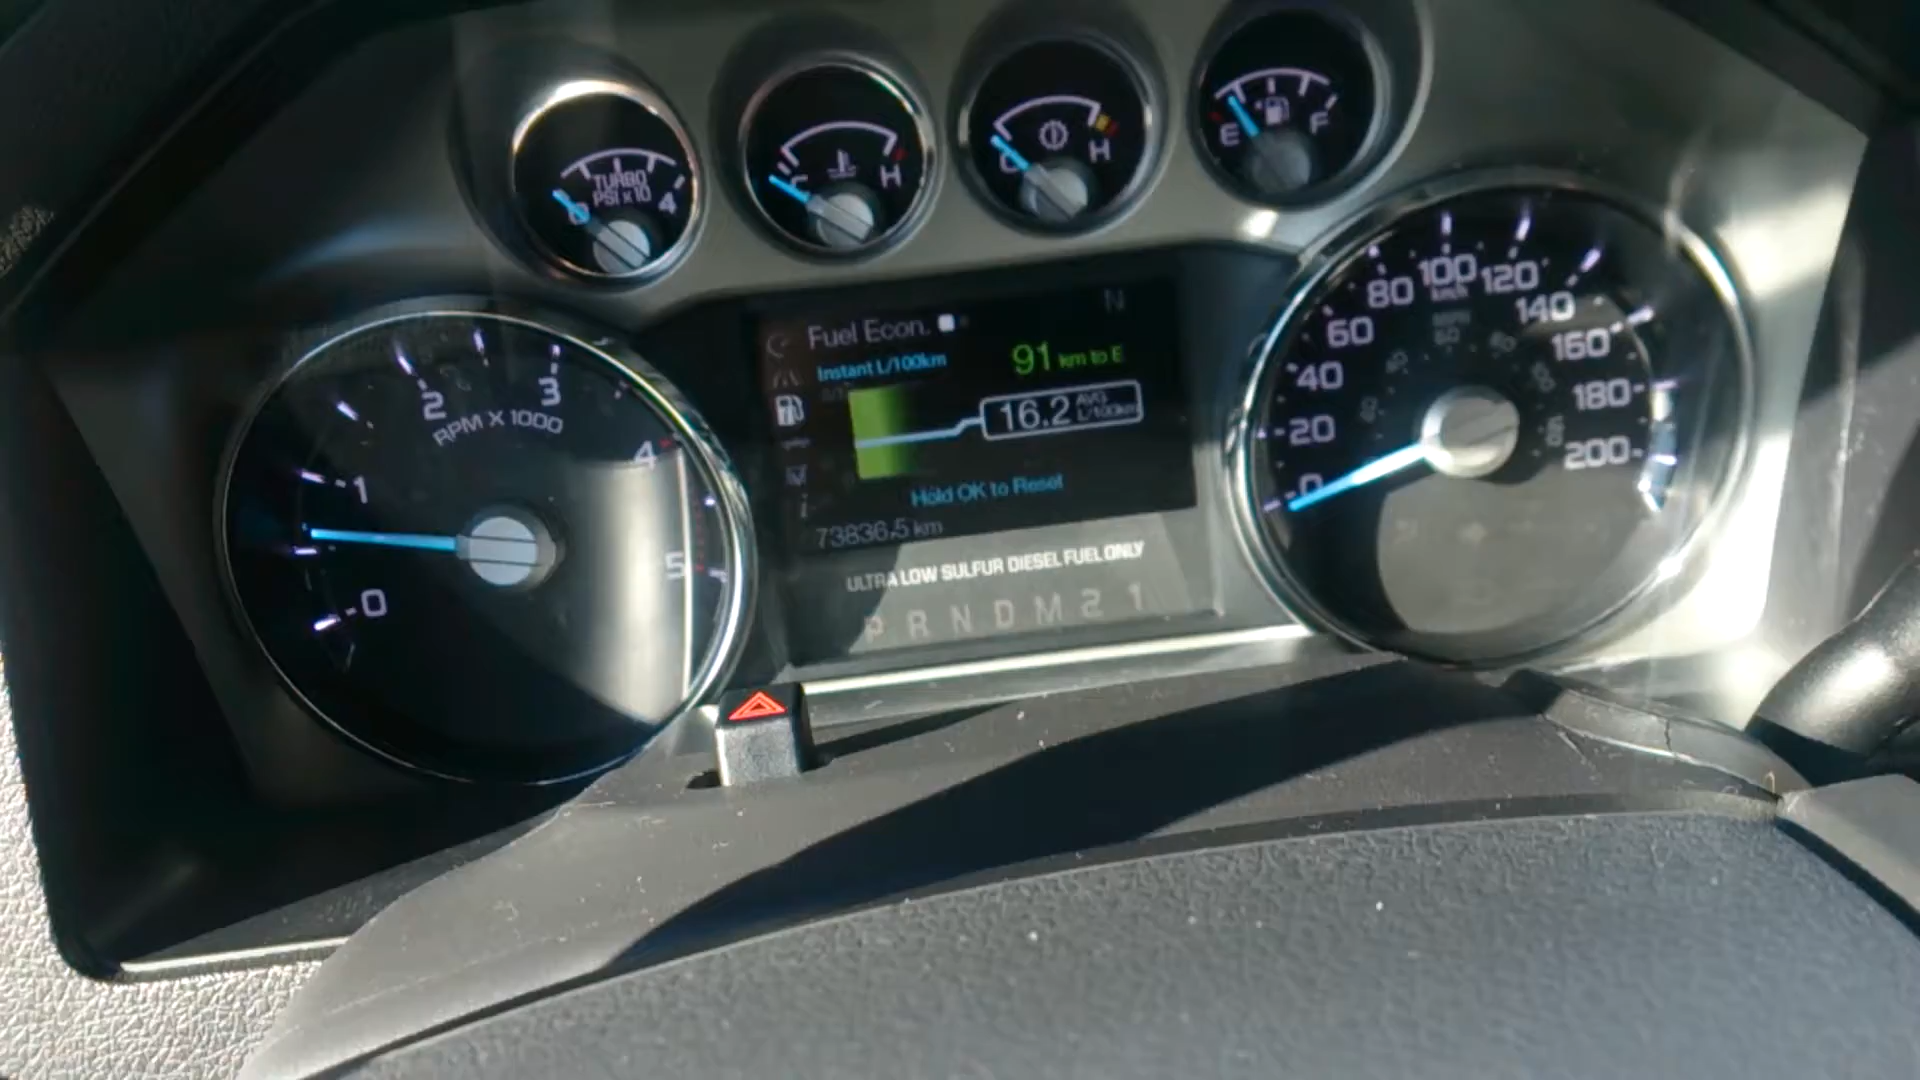 TURBO
PSI x 10
0 4
C H
C H
E F
1 2 3 4 5 0
RPM X 1000
Fuel Econ.
N
Instant L/100km
91 km to E
16.2 AVG L/100km
Hold OK to Reset
73836.5 km
ULTRA LOW SULFUR DIESEL FUEL ONLY
P R N D M 2 1
0 20 40 60 80 100 120 140 160 180 200
km/h